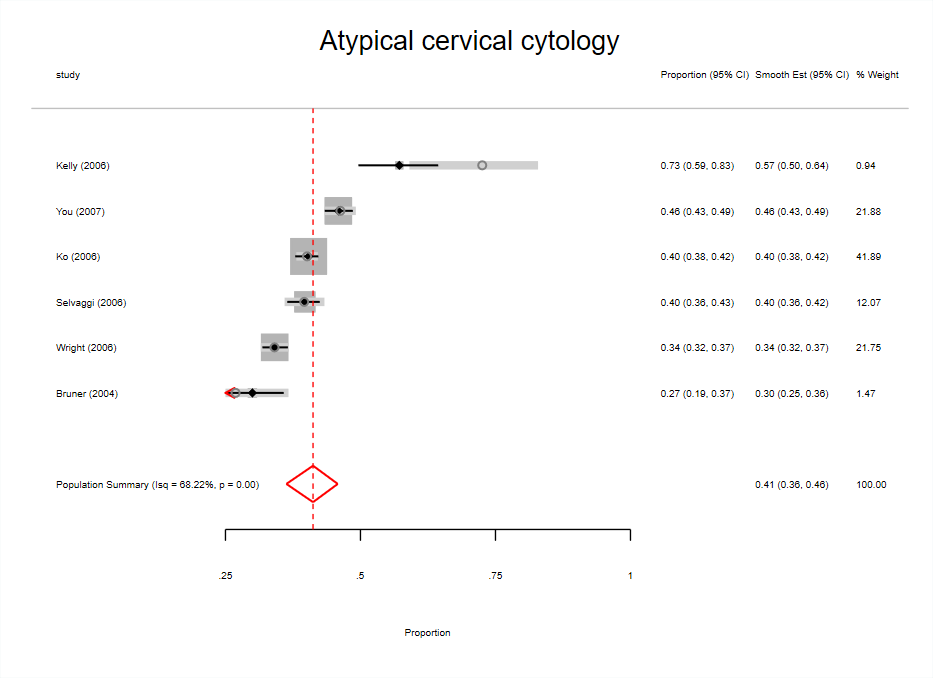 Atypical cervical cytology
study Proportion (95% CI) Smooth Est (95% CI) % Weight
Kelly (2006) 0.73 (0.59, 0.83) 0.57 (0.50, 0.64) 0.94
You (2007) 0.46 (0.43, 0.49) 0.46 (0.43, 0.49) 21.88
Ko (2006) 0.40 (0.38, 0.42) 0.40 (0.38, 0.42) 41.89
Selvaggi (2006) 0.40 (0.36, 0.43) 0.40 (0.36, 0.42) 12.07
Wright (2006) 0.34 (0.32, 0.37) 0.34 (0.32, 0.37) 21.75
Bruner (2004) 0.27 (0.19, 0.37) 0.30 (0.25, 0.36) 1.47
Population Summary (Isq = 68.22%, p = 0.00) 0.41 (0.36, 0.46) 100.00
.25 .5 .75 1
Proportion